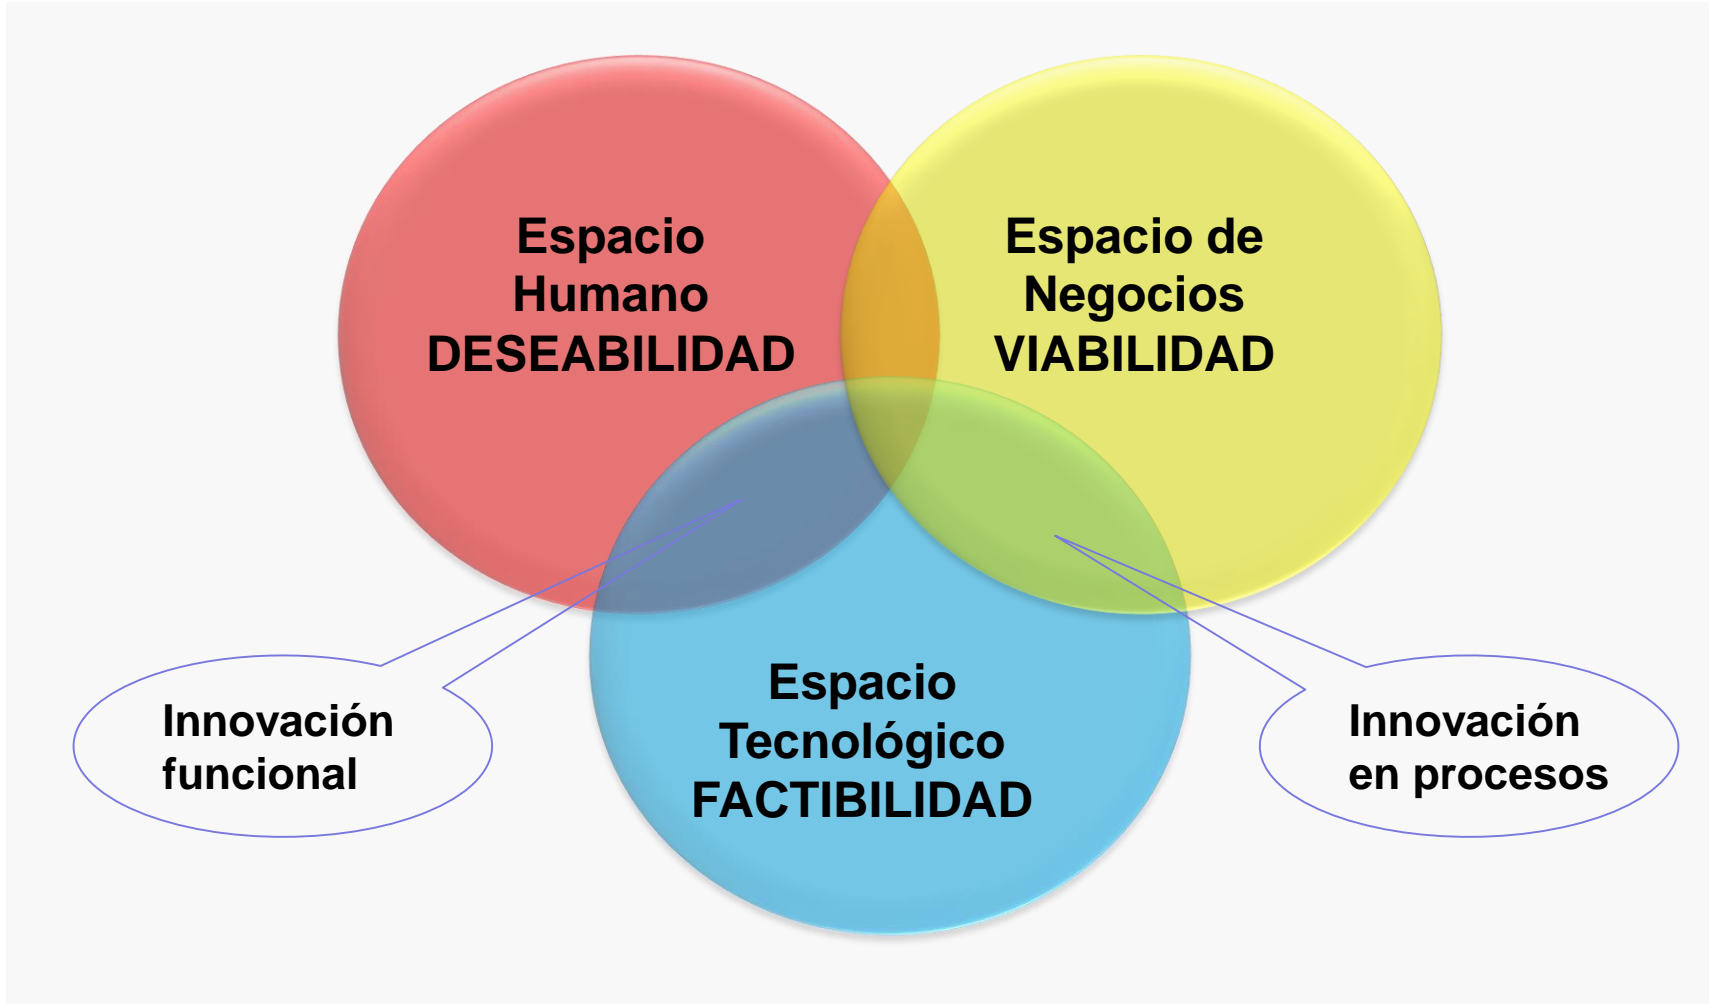 Espacio
Humano
DESEABILIDAD
Espacio de
Negocios
VIABILIDAD
Espacio
Tecnológico
FACTIBILIDAD
Innovación
funcional
Innovación
en procesos